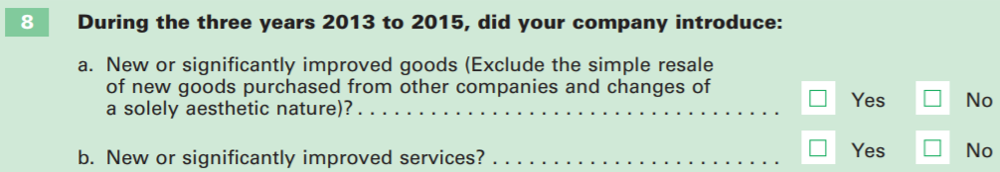 8 During the three years 2013 to 2015, did your company introduce:
a. New or significantly improved goods (Exclude the simple resale
of new goods purchased from other companies and changes of
a solely aesthetic nature)? . . . . . . . . . . . . . . . . . . . . . . . . . . . . . . . . . . . Yes No
b. New or significantly improved services? . . . . . . . . . . . . . . . . . . . . . . . . Yes No